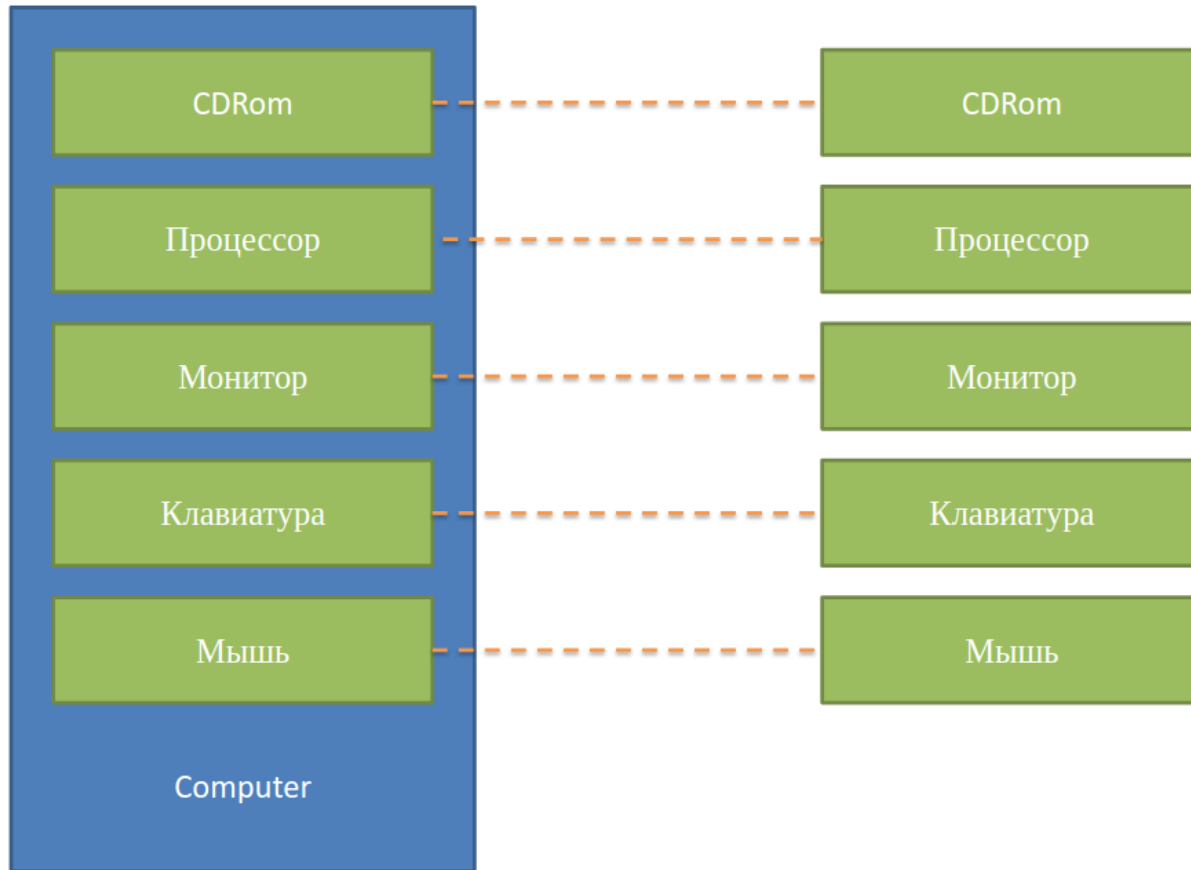 CDRom
CDRom
Процессор
Процессор
Монитор
Монитор
Клавиатура
Клавиатура
Мышь
Мышь
Computer